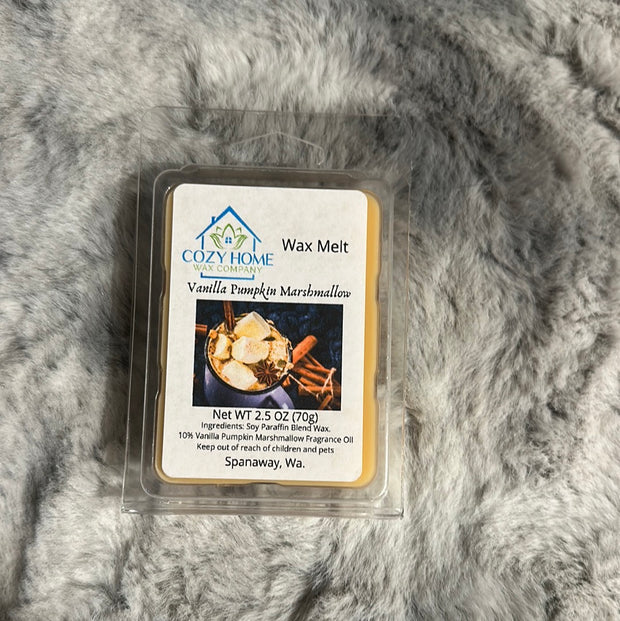 COZY HOME
WAX COMPANY
Wax Melt
Vanilla Pumpkin Marshmallow
Net WT 2.5 OZ (70g)
Ingredients: Soy Paraffin Blend Wax.
10% Vanilla Pumpkin Marshmallow Fragrance Oil
Keep out of reach of children and pets
Spanaway, Wa.